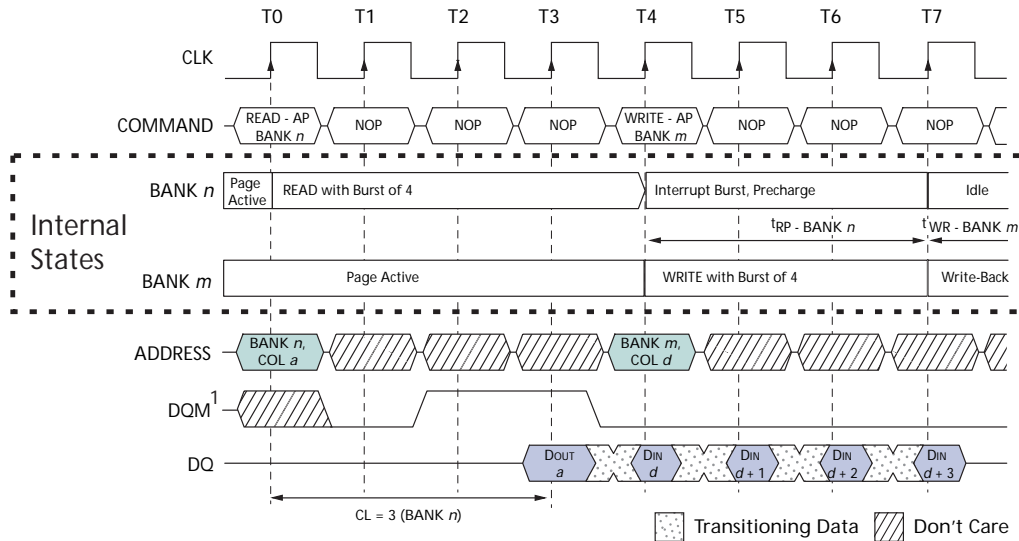 T0 T1 T2 T3 T4 T5 T6 T7
CLK
COMMAND
READ - AP
BANK n
NOP NOP NOP
WRITE - AP
BANK m
NOP NOP NOP
BANK n
Page
Active
READ with Burst of 4
Interrupt Burst, Precharge
Idle
Internal
States
tRP - BANK n
tWR - BANK m
BANK m
Page Active
WRITE with Burst of 4
Write-Back
ADDRESS
BANK n,
COL a
BANK m,
COL d
DQM1
DQ
DOUT
a
DIN
d
DIN
d + 1
DIN
d + 2
DIN
d + 3
CL = 3 (BANK n)
Transitioning Data
Don't Care